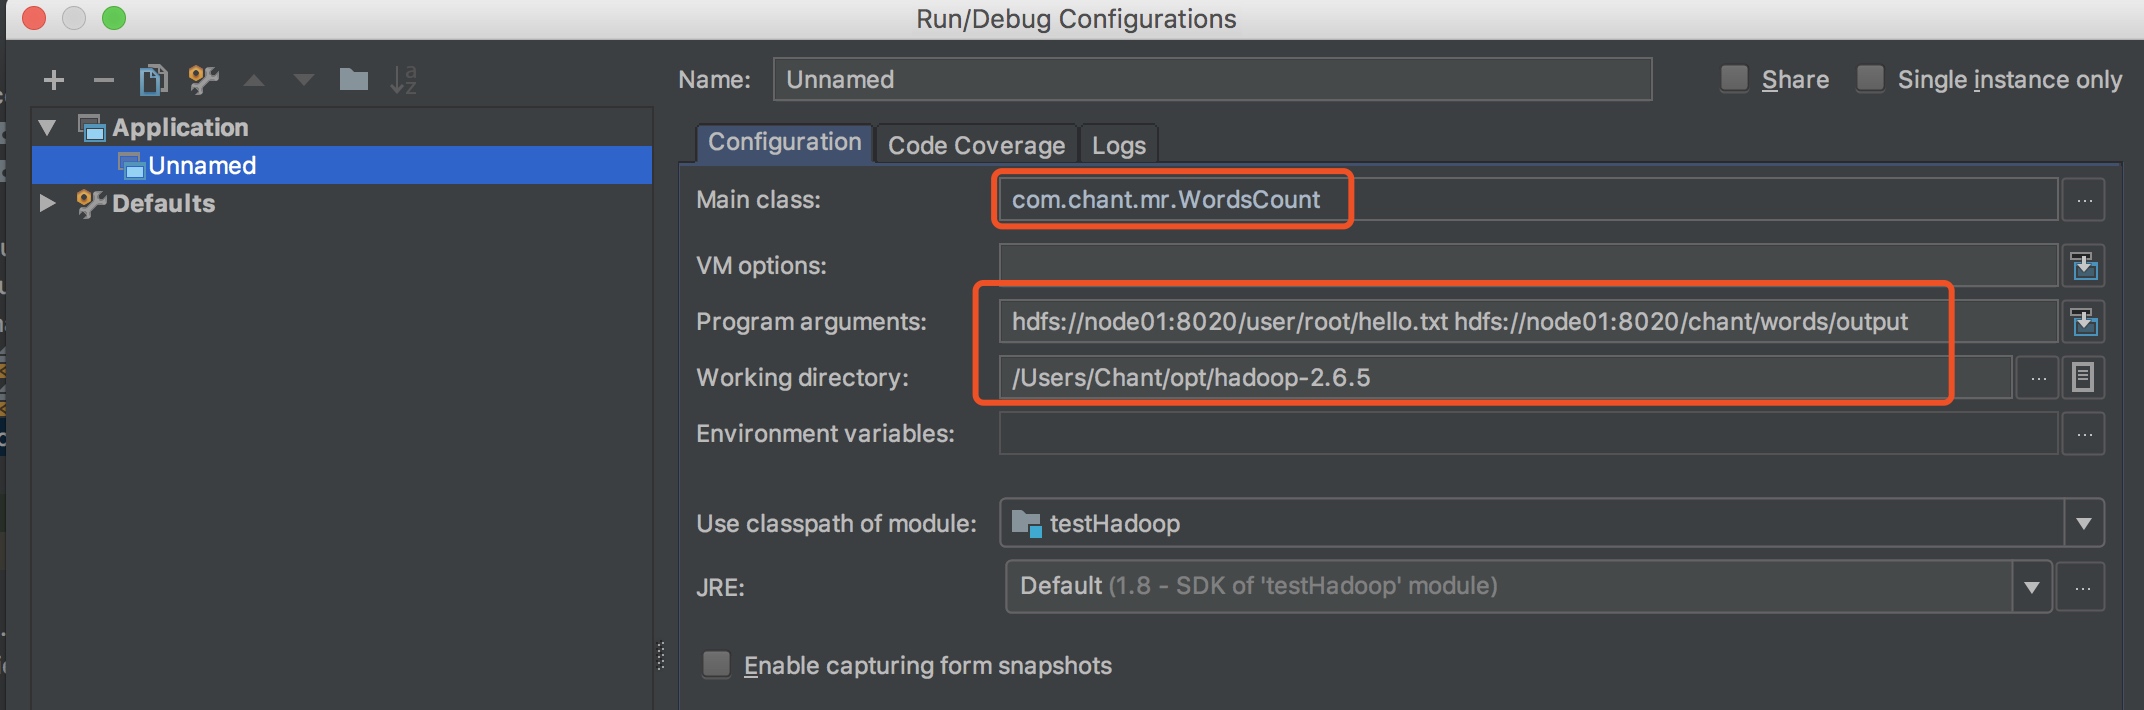 Run/Debug Configurations
Name: Unnamed Share Single instance only
Application
Unnamed
Defaults
Configuration Code Coverage Logs
Main class: com.chant.mr.WordsCount ...
VM options:
Program arguments: hdfs://node01:8020/user/root/hello.txt hdfs://node01:8020/chant/words/output
Working directory: /Users/Chant/opt/hadoop-2.6.5 ...
Environment variables: ...
Use classpath of module: testHadoop
JRE: Default (1.8 - SDK of 'testHadoop' module) ...
Enable capturing form snapshots